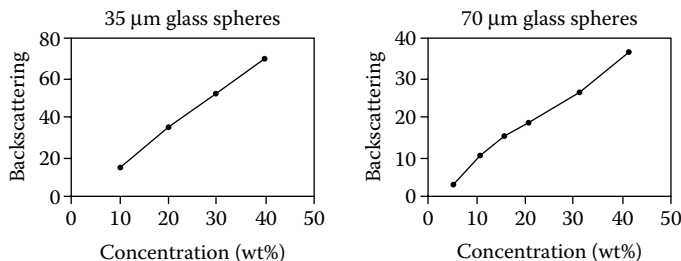 35 μm glass spheres
80
60
40
20
0
Backscattering
0 10 20 30 40 50
Concentration (wt%)
70 μm glass spheres
40
30
20
10
0
Backscattering
0 10 20 30 40 50
Concentration (wt%)